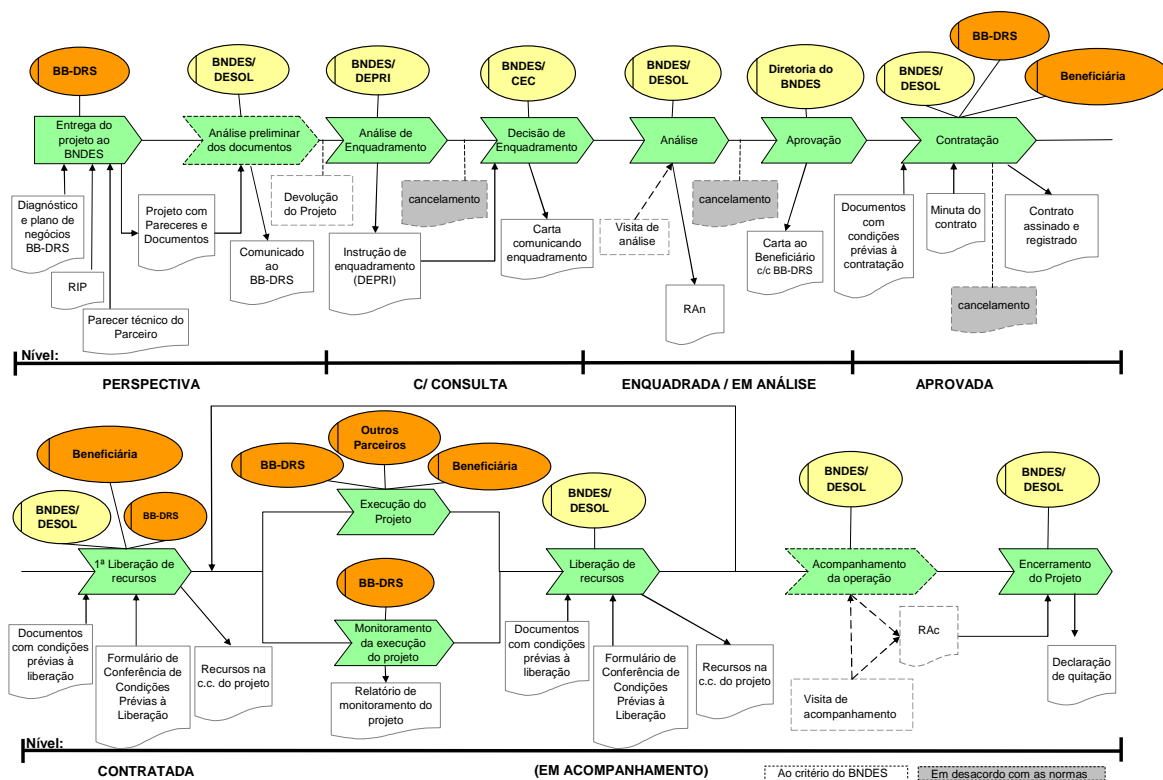 BB-DRS
BNDES/
DESOL
BNDES/
DEPRI
BNDES/
CEC
BNDES/
DESOL
Diretoria do
BNDES
BNDES/
DESOL
BB-DRS
Beneficiária
Entrega do
projeto ao
BNDES
Análise preliminar
dos documentos
Análise de
Enquadramento
Decisão de
Enquadramento
Análise
Aprovação
Contratação
Diagnóstico
e plano de
negócios
BB-DRS
RIP
Parecer técnico do
Parceiro
Projeto com
Pareceres e
Documentos
Comunicado
ao
BB-DRS
Devolução
do Projeto
Instrução de
enquadramento
(DEPRI)
cancelamento
Carta
comunicando
enquadramento
Visita de
análise
RAn
cancelamento
Carta ao
Beneficiário
c/c BB-DRS
Documentos
com
condições
prévias à
contratação
Minuta do
contrato
cancelamento
Contrato
assinado e
registrado
Nível:
PERSPECTIVA
C/ CONSULTA
ENQUADRADA / EM ANÁLISE
APROVADA
BNDES/
DESOL
Beneficiária
BB-DRS
BB-DRS
Outros
Parceiros
Beneficiária
BB-DRS
BNDES/
DESOL
BNDES/
DESOL
BNDES/
DESOL
1ª Liberação de
recursos
Execução do
Projeto
Monitoramento
da execução
do projeto
Liberação de
recursos
Acompanhamento
da operação
Encerramento
do Projeto
Documentos
com condições
prévias à
liberação
Formulário de
Conferência de
Condições
Prévias à
Liberação
Recursos na
c.c. do projeto
Relatório de
monitoramento do
projeto
Documentos
com condições
prévias à
liberação
Formulário de
Conferência de
Condições
Prévias à
Liberação
Recursos na
c.c. do projeto
Visita de
acompanhamento
RAc
Declaração
de quitação
Nível:
CONTRATADA
(EM ACOMPANHAMENTO)
Ao critério do BNDES
Em desacordo com as normas